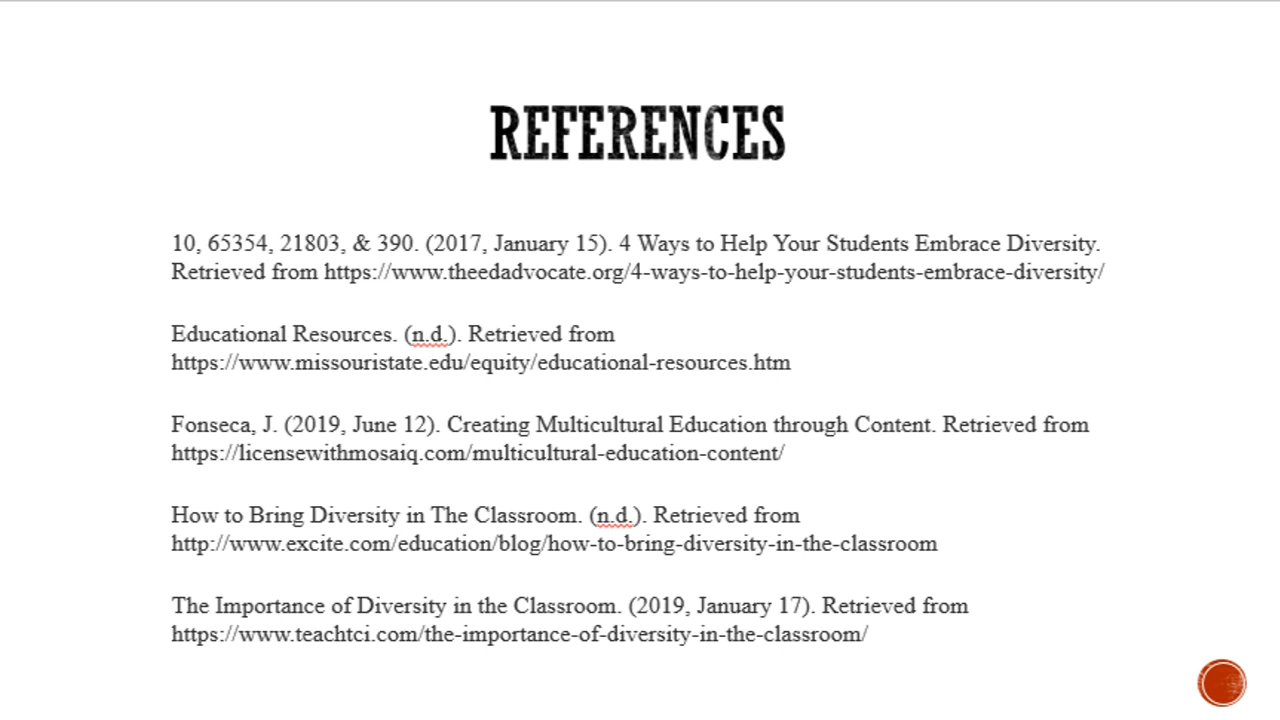 REFERENCES
10, 65354, 21803, & 390. (2017, January 15). 4 Ways to Help Your Students Embrace Diversity.
Retrieved from https://www.theedadvocate.org/4-ways-to-help-your-students-embrace-diversity/
Educational Resources. (n.d.). Retrieved from
https://www.missouristate.edu/equity/educational-resources.htm
Fonseca, J. (2019, June 12). Creating Multicultural Education through Content. Retrieved from
https://licensewithmosaiq.com/multicultural-education-content/
How to Bring Diversity in The Classroom. (n.d.). Retrieved from
http://www.excite.com/education/blog/how-to-bring-diversity-in-the-classroom
The Importance of Diversity in the Classroom. (2019, January 17). Retrieved from
https://www.teachtci.com/the-importance-of-diversity-in-the-classroom/